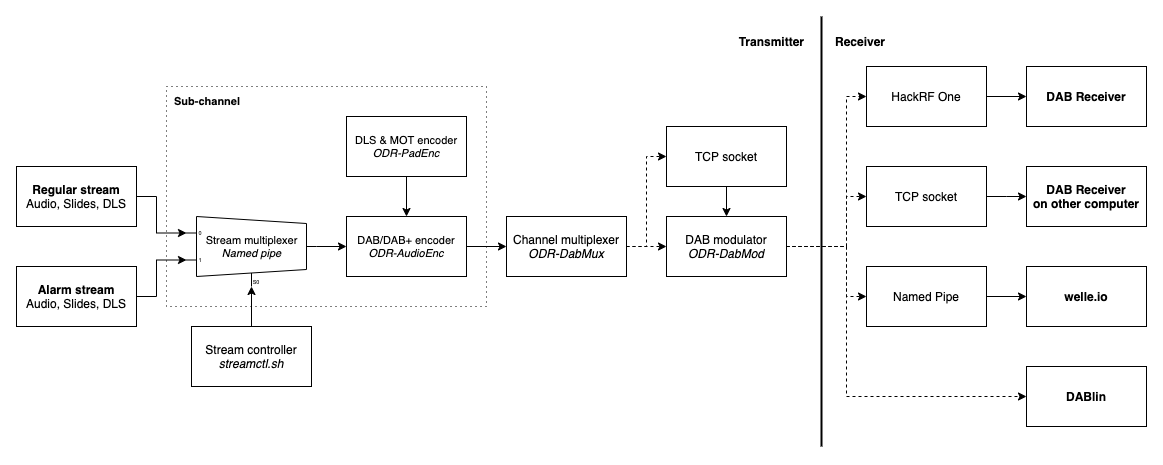 Transmitter
Receiver
Sub-channel
Regular stream
Audio, Slides, DLS
Alarm stream
Audio, Slides, DLS
0
1
Stream multiplexer
Named pipe
S0
Stream controller
streamctl.sh
DLS & MOT encoder
ODR-PadEnc
DAB/DAB+ encoder
ODR-AudioEnc
Channel multiplexer
ODR-DabMux
TCP socket
DAB modulator
ODR-DabMod
HackRF One
DAB Receiver
TCP socket
DAB Receiver
on other computer
Named Pipe
welle.io
DABlin